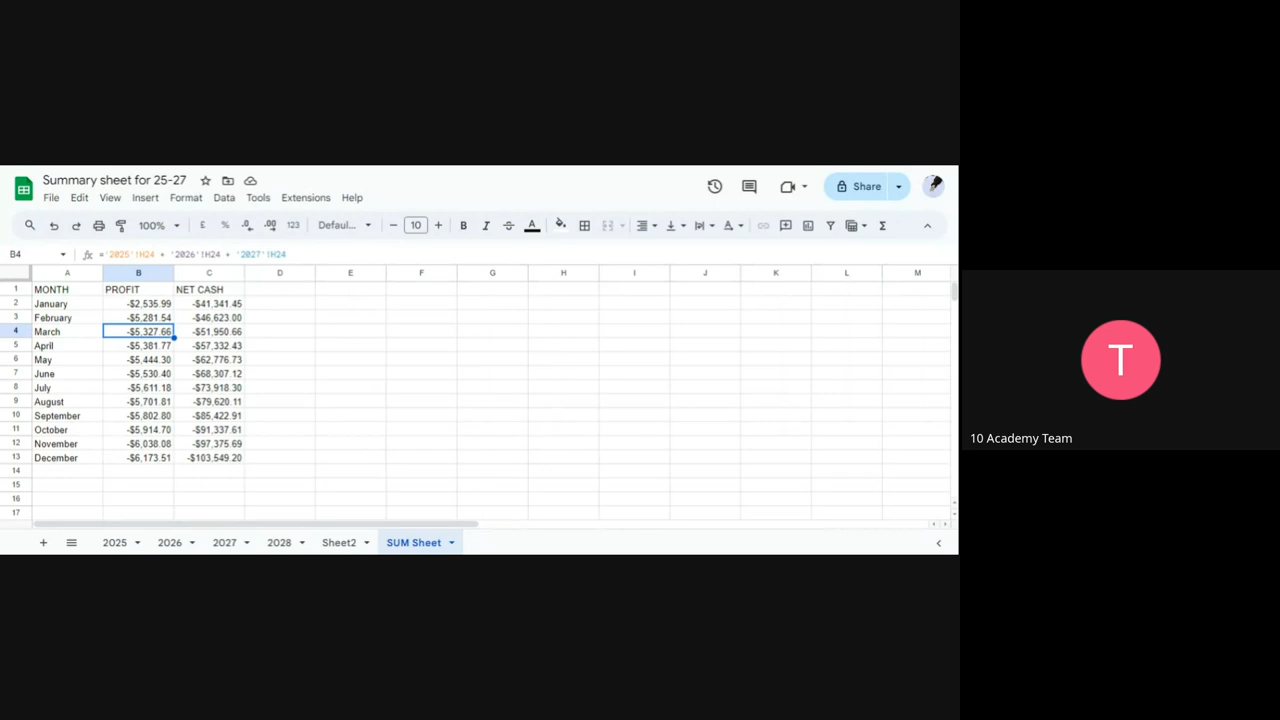 Summary sheet for 25-27
File Edit View Insert Format Data Tools Extensions Help
Share
100% £ % .0 .00 123 Defaul... 10 B I A Σ
B4 fx ='2025'!H24 + '2026'!H24 + '2027'!H24
A B C D E F G H I J K L M
1 MONTH PROFIT NET CASH
2 January -$2,535.99 -$41,341.45
3 February -$5,281.54 -$46,623.00
4 March -$5,327.66 -$51,950.66
5 April -$5,381.77 -$57,332.43
6 May -$5,444.30 -$62,776.73
7 June -$5,530.40 -$68,307.12
8 July -$5,611.18 -$73,918.30
9 August -$5,701.81 -$79,620.11
10 September -$5,802.80 -$85,422.91
11 October -$5,914.70 -$91,337.61
12 November -$6,038.08 -$97,375.69
13 December -$6,173.51 -$103,549.20
14
15
16
17
2025 2026 2027 2028 Sheet2 SUM Sheet
T
10 Academy Team